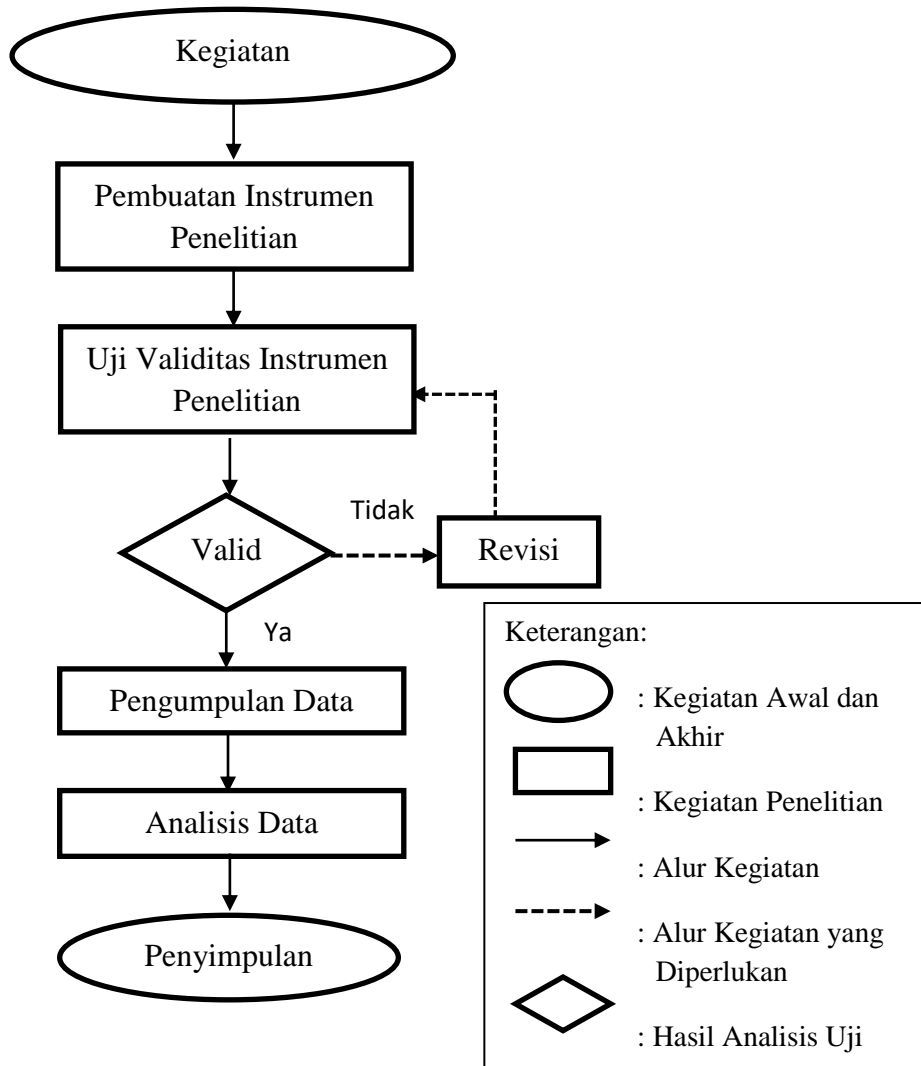 Kegiatan
Pembuatan Instrumen
Penelitian
Uji Validitas Instrumen
Penelitian
Valid
Tidak
Revisi
Ya
Pengumpulan Data
Analisis Data
Penyimpulan
Keterangan:
: Kegiatan Awal dan
Akhir
: Kegiatan Penelitian
: Alur Kegiatan
: Alur Kegiatan yang
Diperlukan
: Hasil Analisis Uji